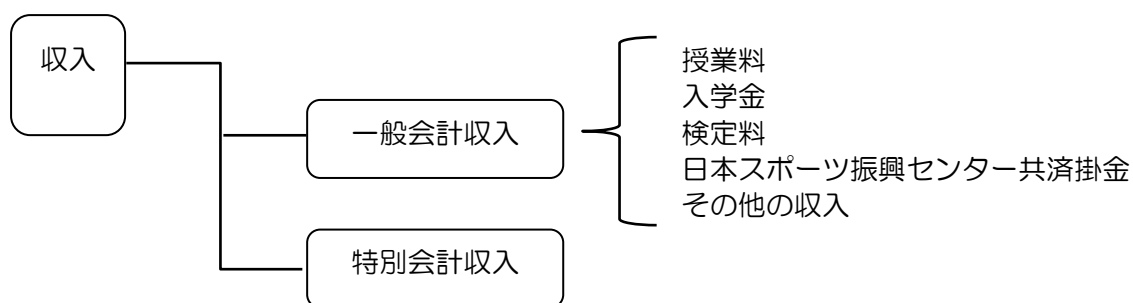 収入
一般会計収入
授業料
入学金
検定料
日本スポーツ振興センター共済掛金
その他の収入
特別会計収入